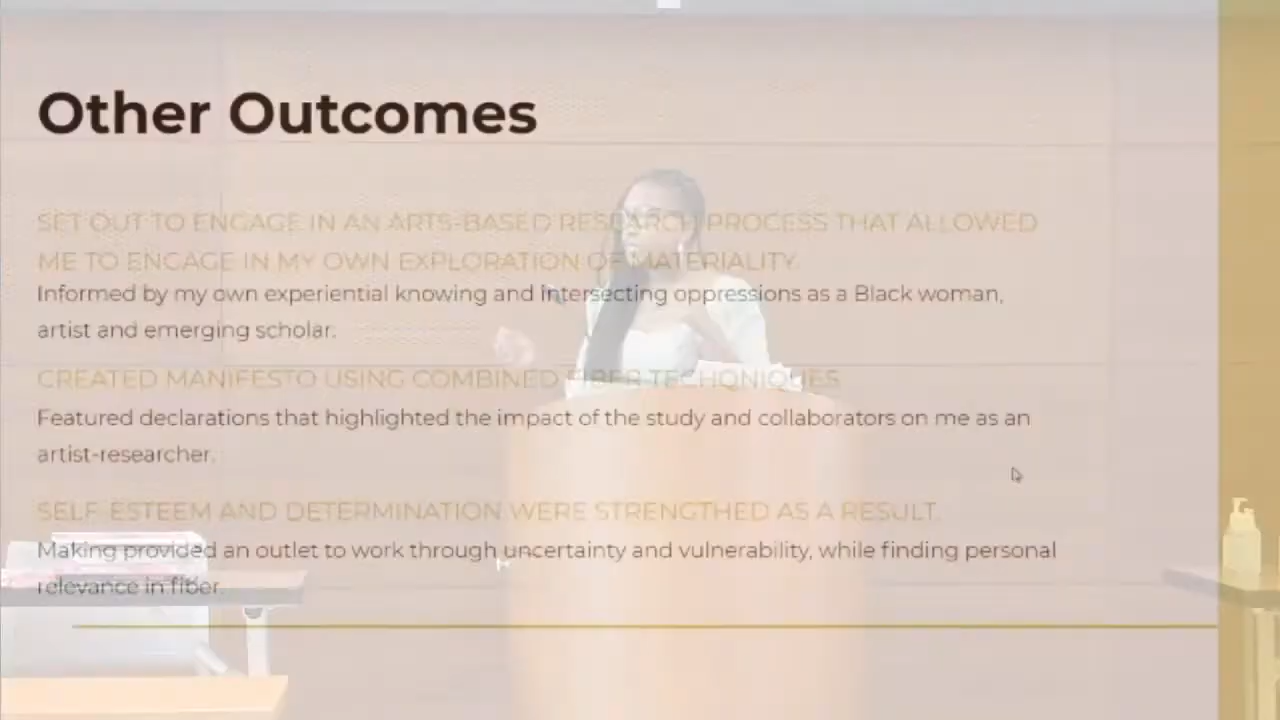 Other Outcomes
SET OUT TO ENGAGE IN AN ARTS-BASED RESEARCH PROCESS THAT ALLOWED
ME TO ENGAGE IN MY OWN EXPLORATION OF MATERIALITY.
Informed by my own experiential knowing and intersecting oppressions as a Black woman,
artist and emerging scholar.
CREATED MANIFESTO USING COMBINED FIBER TECHQNIQUES
Featured declarations that highlighted the impact of the study and collaborators on me as an
artist-researcher.
SELF-ESTEEM AND DETERMINATION WERE STRENGTHED AS A RESULT.
Making provided an outlet to work through uncertainty and vulnerability, while finding personal
relevance in fiber.